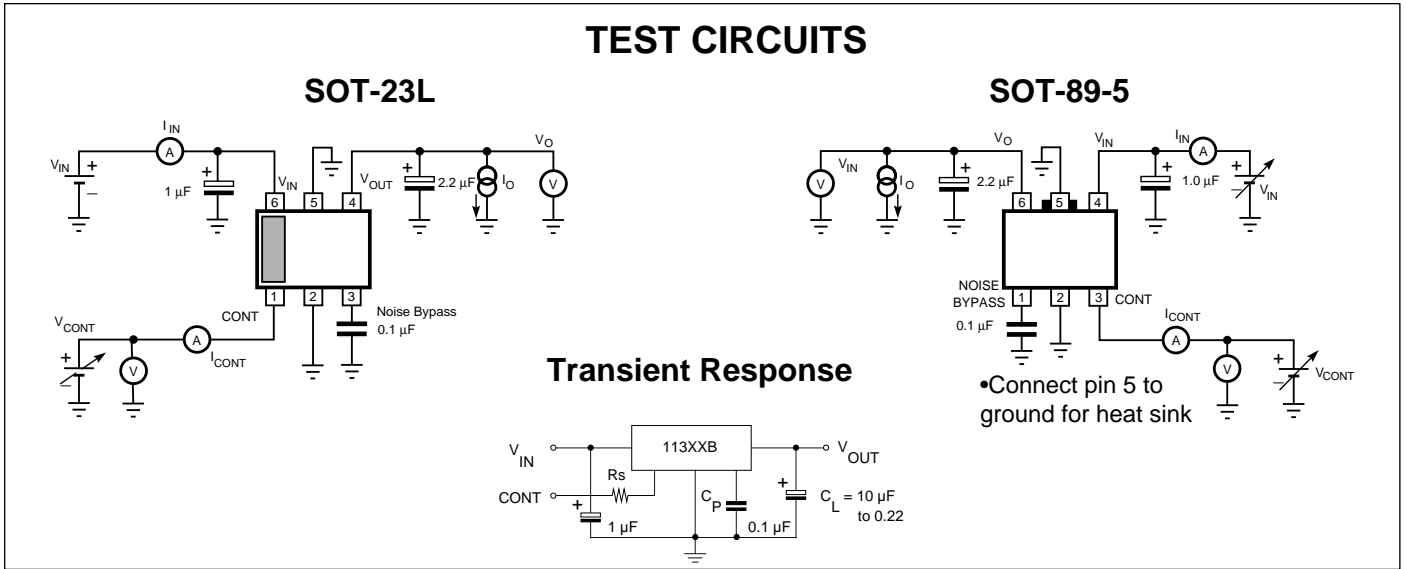 TEST CIRCUITS
SOT-23L
I IN
A
V IN
+
–
1 µF
+
V IN
6
5
4
V OUT
+
2.2 µF
I O
V O
V
1
2
3
CONT
Noise Bypass
0.1 µF
V CONT
+
–
V
A
I CONT
SOT-89-5
V O
V IN
V
I O
+
2.2 µF
6
5
4
V IN
I IN
A
+
1.0 µF
+
–
V IN
NOISE
BYPASS
1
2
3
CONT
0.1 µF
I CONT
A
V
+
–
V CONT
•Connect pin 5 to
ground for heat sink
Transient Response
V IN
113XXB
V OUT
Rs
CONT
+
1 µF
C P
0.1 µF
+
C L = 10 µF
to 0.22